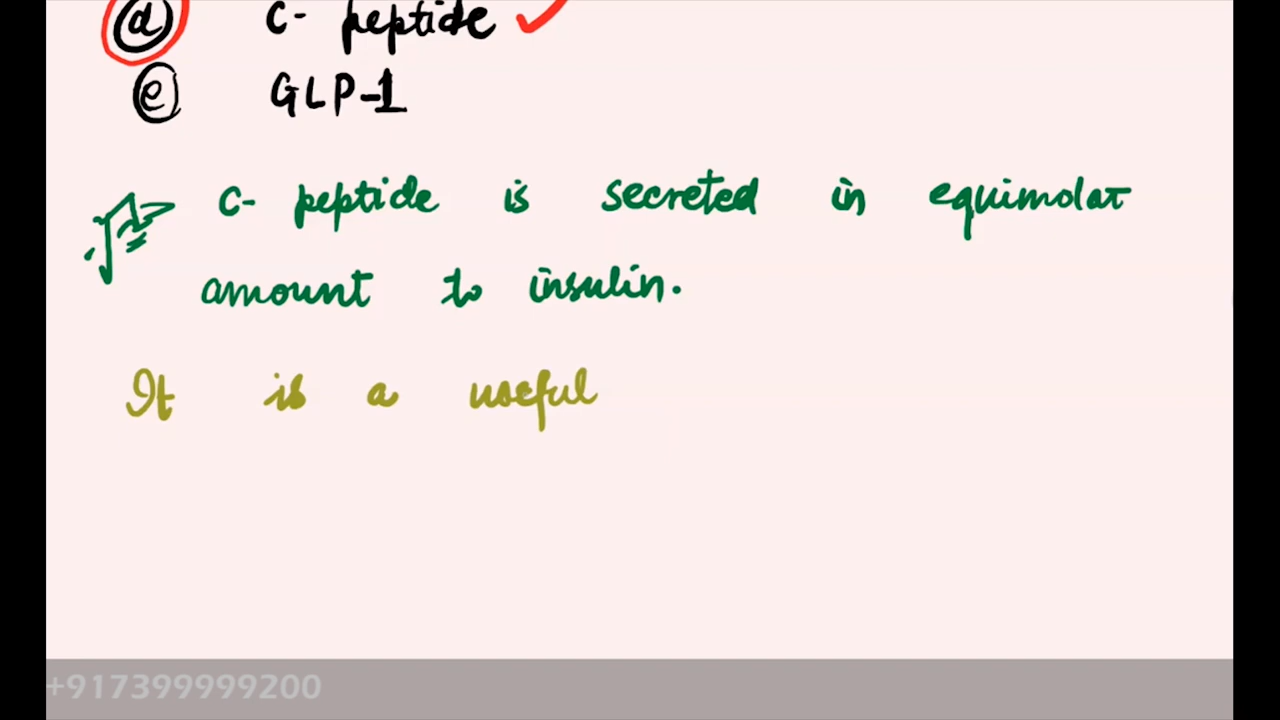 d C- peptide
e GLP-1
C- peptide is secreted in equimolar
amount to insulin.
It is a useful
+917399999200